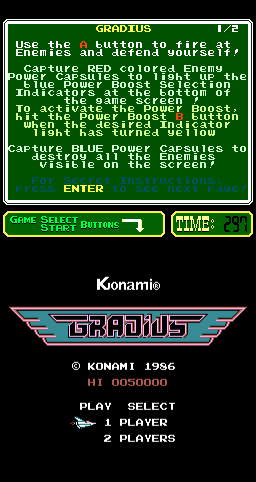 GRADIUS 1/2
Use the A button to fire at
Enemies and defend yourself!
Capture RED colored Enemy
Power Capsules to light up the
blue Power Boost Selection
Indicators at the bottom of
the game screen !
To activate the Power Boost,
hit the Power Boost B button
when the desired Indicator
light has turned yellow
Capture BLUE Power Capsules to
destroy all the Enemies
visible on the screen!
For Secret Instructions,
press ENTER to see next page!
GAME SELECT
START BUTTONS
TIME: 297
Konami®
GRADIUS
© KONAMI 1986
HI 0050000
PLAY SELECT
1 PLAYER
2 PLAYERS